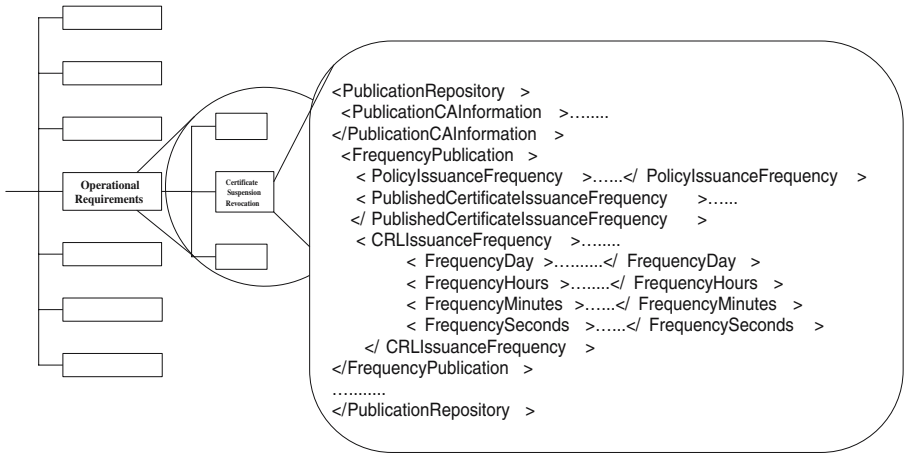 Operational
Requirements
Certificate
Suspension
Revocation
<PublicationRepository >
<PublicationCAInformation >........
</PublicationCAInformation >
<FrequencyPublication >
< PolicyIssuanceFrequency >......</ PolicyIssuanceFrequency >
< PublishedCertificateIssuanceFrequency >......
</ PublishedCertificateIssuanceFrequency >
< CRLIssuanceFrequency >........
< FrequencyDay >.........</ FrequencyDay >
< FrequencyHours >........</ FrequencyHours >
< FrequencyMinutes >......</ FrequencyMinutes >
< FrequencySeconds >......</ FrequencySeconds >
</ CRLIssuanceFrequency >
</FrequencyPublication >
...........
</PublicationRepository >